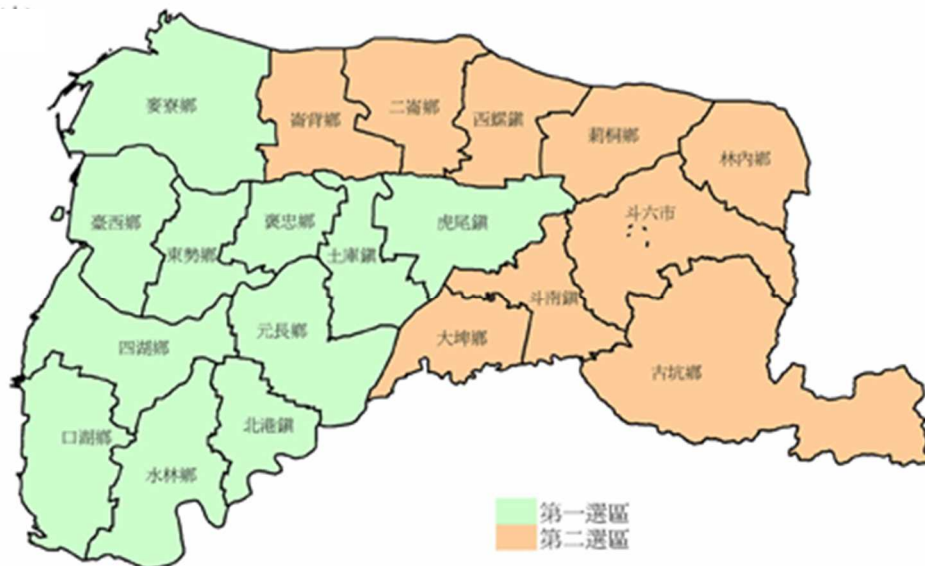 麥寮鄉
崙背鄉
二崙鄉
西螺鎮
莿桐鄉
林內鄉
臺西鄉
東勢鄉
褒忠鄉
土庫鎮
虎尾鎮
斗六市
四湖鄉
元長鄉
大埤鄉
斗南鎮
古坑鄉
口湖鄉
水林鄉
北港鎮
第一選區
第二選區